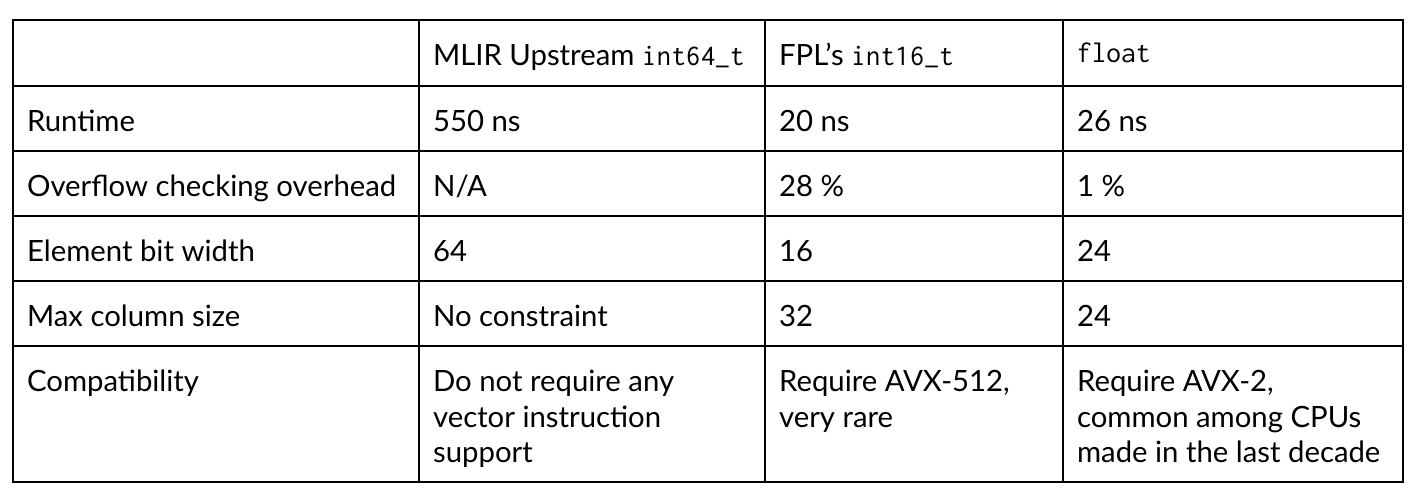 MLIR Upstream int64_t FPL’s int16_t float
Runtime 550 ns 20 ns 26 ns
Overflow checking overhead N/A 28 % 1 %
Element bit width 64 16 24
Max column size No constraint 32 24
Compatibility Do not require any Require AVX-512, Require AVX-2,
vector instruction very rare common among CPUs
support made in the last decade